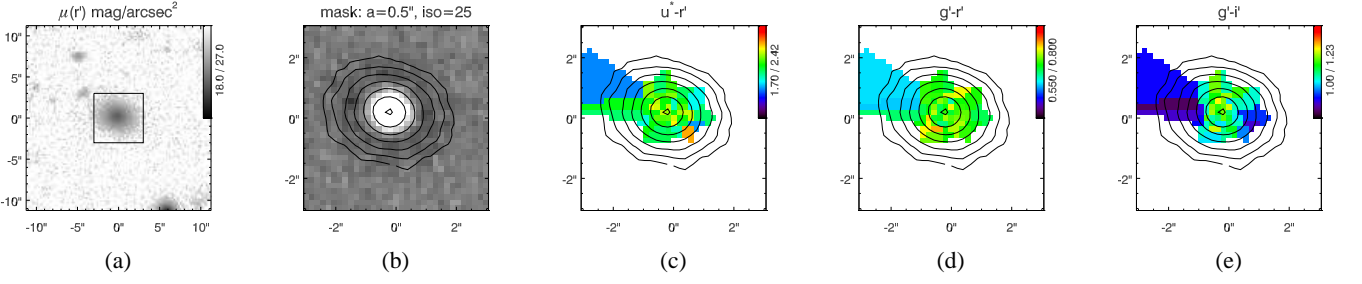 μ(r') mag/arcsec²
10"
5"
0"
-5"
-10"
-10" -5" 0" 5" 10"
18.0 / 27.0
(a)
mask: a=0.5", iso=25
2"
0"
-2"
-2" 0" 2"
(b)
u*-r'
2"
0"
-2"
-2" 0" 2"
1.70 / 2.42
(c)
g'-r'
2"
0"
-2"
-2" 0" 2"
0.550 / 0.800
(d)
g'-i'
2"
0"
-2"
-2" 0" 2"
1.00 / 1.23
(e)